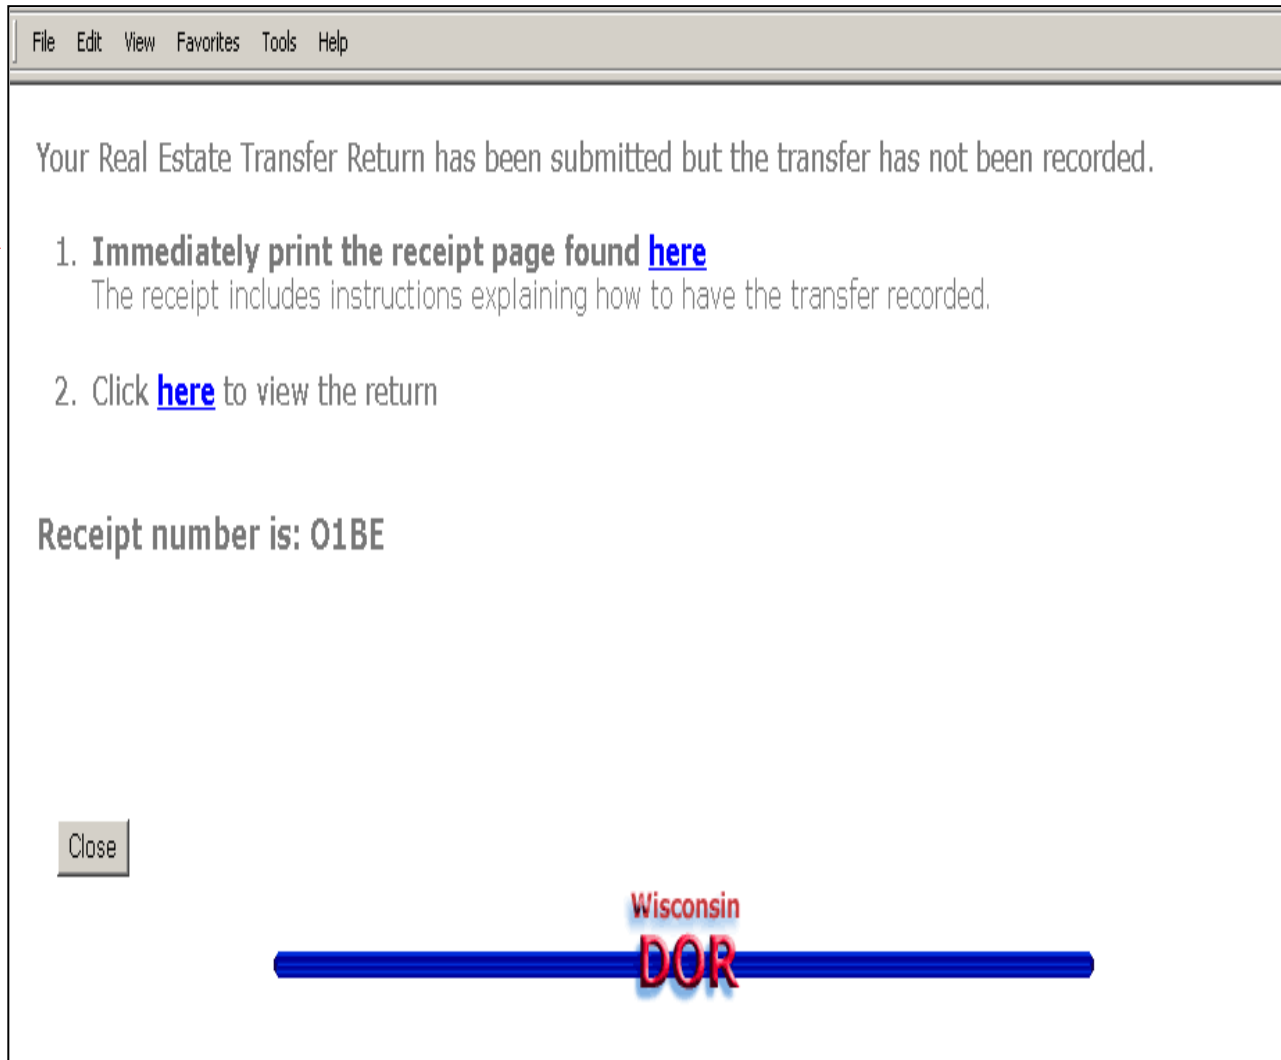 File Edit View Favorites Tools Help
Your Real Estate Transfer Return has been submitted but the transfer has not been recorded.
1. Immediately print the receipt page found here
The receipt includes instructions explaining how to have the transfer recorded.
2. Click here to view the return
Receipt number is: O1BE
Close
Wisconsin
DOR